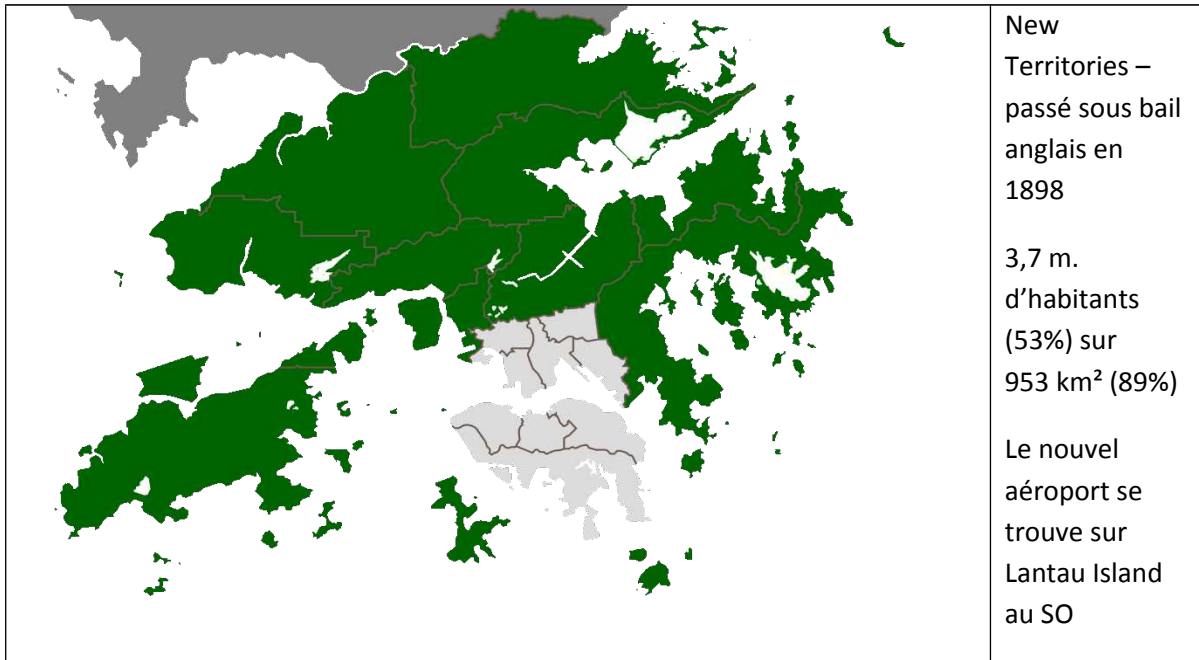 New
Territories –
passé sous bail
anglais en
1898
3,7 m.
d’habitants
(53%) sur
953 km² (89%)
Le nouvel
aéroport se
trouve sur
Lantau Island
au SO